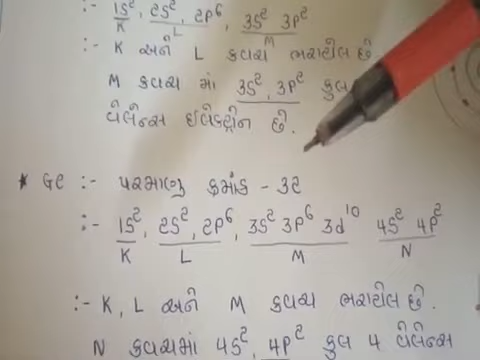 :- 1S², 2S², 2P⁶, 3S² 3P²
K L M
:- K અને L કવચ ભરાયેલ છે
M કવચ માં 3S², 3P² કુલ
વેલેન્સ ઈલેક્ટ્રોન છે.
* Ge :- પરમાણુ ક્રમાંક - 32
:- 1S², 2S², 2P⁶, 3S² 3P⁶ 3d¹⁰ 4S² 4P²
K L M N
:- K, L અને M કવચ ભરાયેલ છે.
N કવચમાં 4S², 4P² કુલ 4 વેલેન્સ